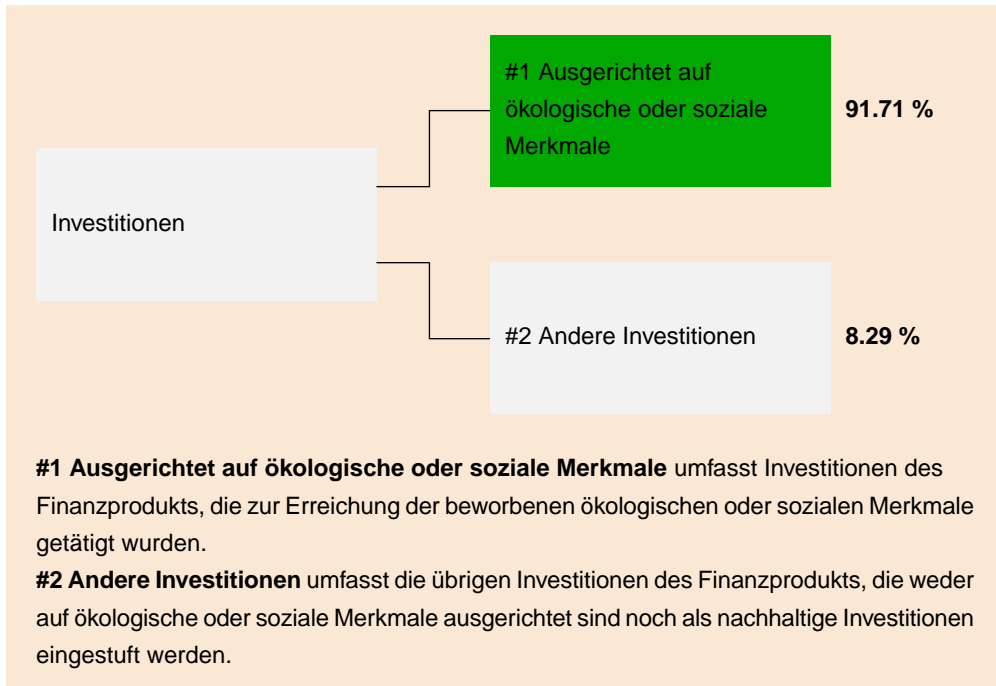 #1 Ausgerichtet auf
ökologische oder soziale
Merkmale
91.71 %
Investitionen
#2 Andere Investitionen
8.29 %
#1 Ausgerichtet auf ökologische oder soziale Merkmale umfasst Investitionen des
Finanzprodukts, die zur Erreichung der beworbenen ökologischen oder sozialen Merkmale
getätigt wurden.
#2 Andere Investitionen umfasst die übrigen Investitionen des Finanzprodukts, die weder
auf ökologische oder soziale Merkmale ausgerichtet sind noch als nachhaltige Investitionen
eingestuft werden.